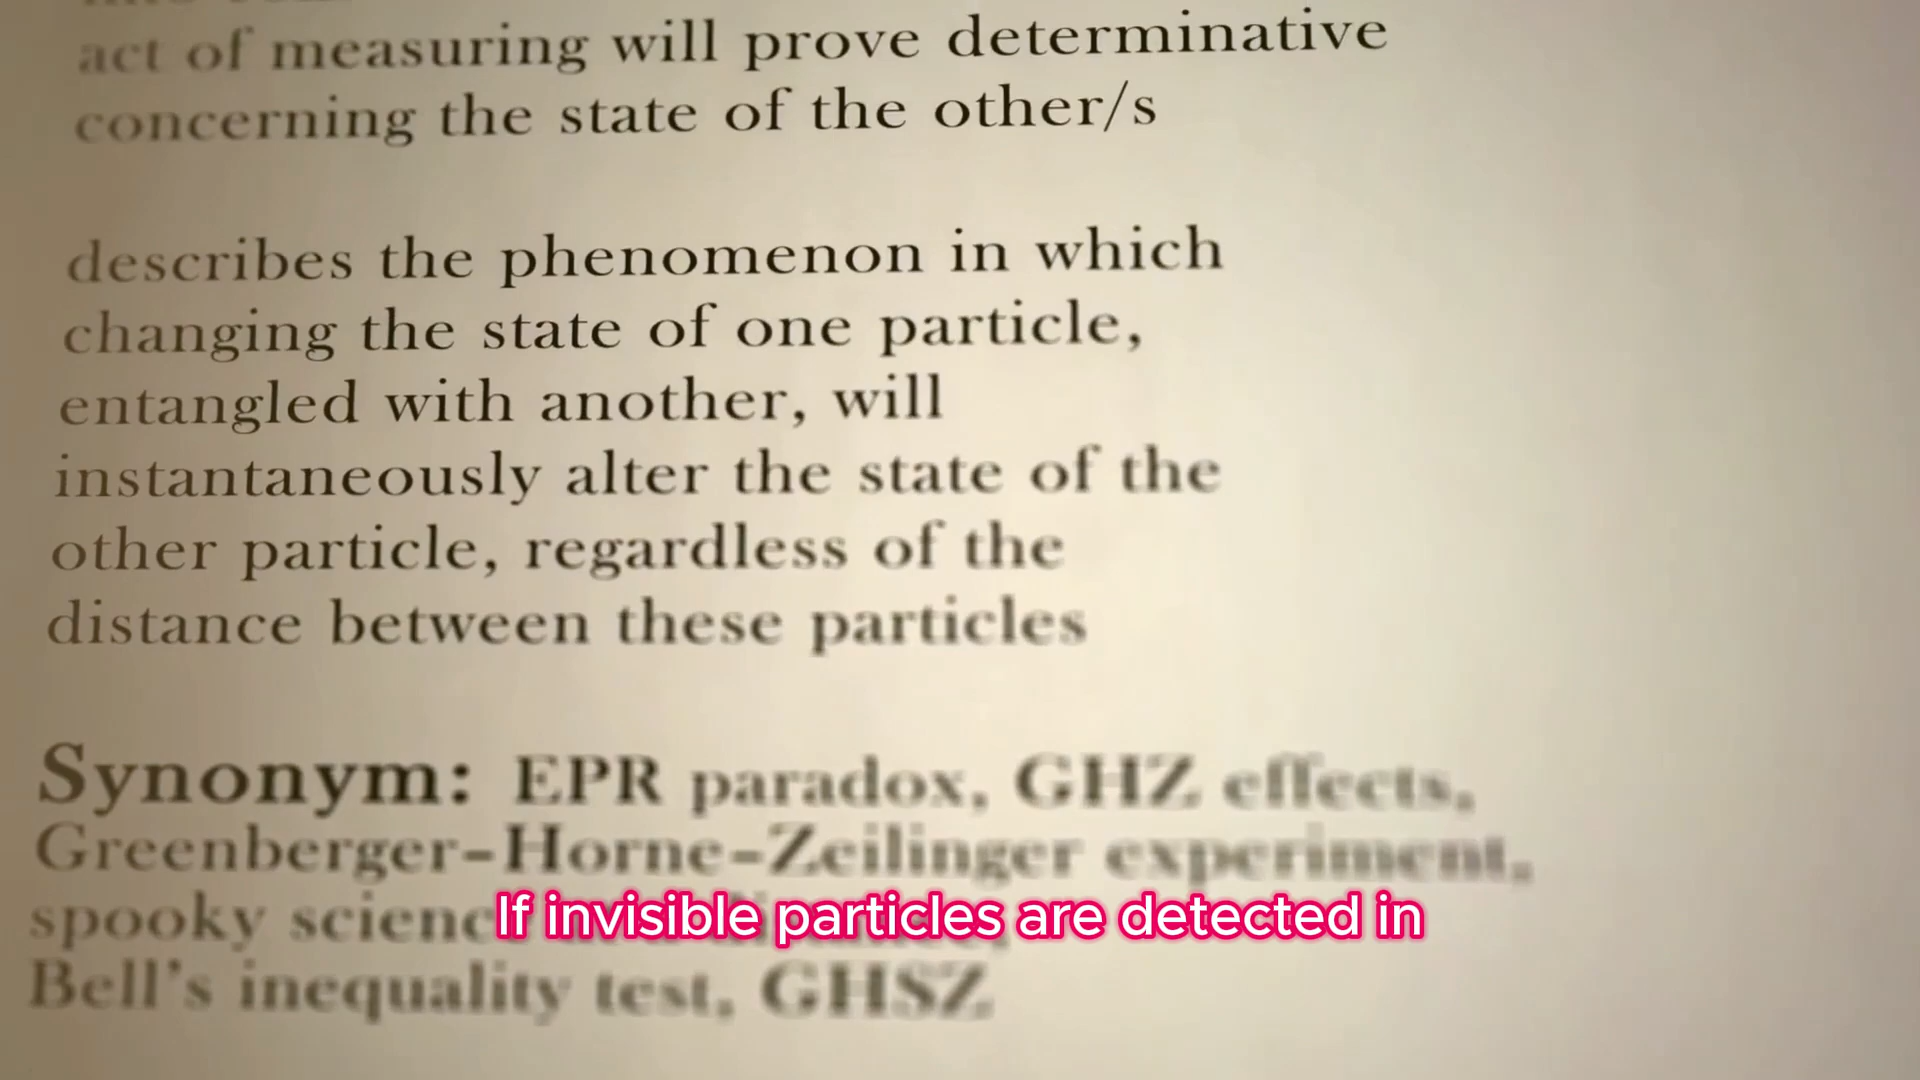 act of measuring will prove determinative
concerning the state of the other/s
describes the phenomenon in which
changing the state of one particle,
entangled with another, will
instantaneously alter the state of the
other particle, regardless of the
distance between these particles
Synonym: EPR paradox, GHZ effects,
Greenberger-Horne-Zeilinger experiment,
spooky
If invisible particles are detected in
Bell's inequality test, GHSZ